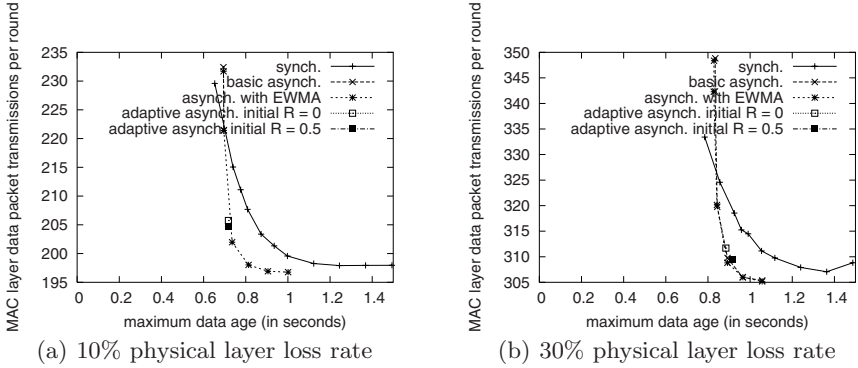 MAC layer data packet transmissions per round
235
230
225
220
215
210
205
200
195
0 0.2 0.4 0.6 0.8 1 1.2 1.4
maximum data age (in seconds)
synch.
basic asynch.
asynch. with EWMA
adaptive asynch. initial R = 0
adaptive asynch. initial R = 0.5
(a) 10% physical layer loss rate
MAC layer data packet transmissions per round
350
345
340
335
330
325
320
315
310
305
0 0.2 0.4 0.6 0.8 1 1.2 1.4
maximum data age (in seconds)
synch.
basic asynch.
asynch. with EWMA
adaptive asynch. initial R = 0
adaptive asynch. initial R = 0.5
(b) 30% physical layer loss rate